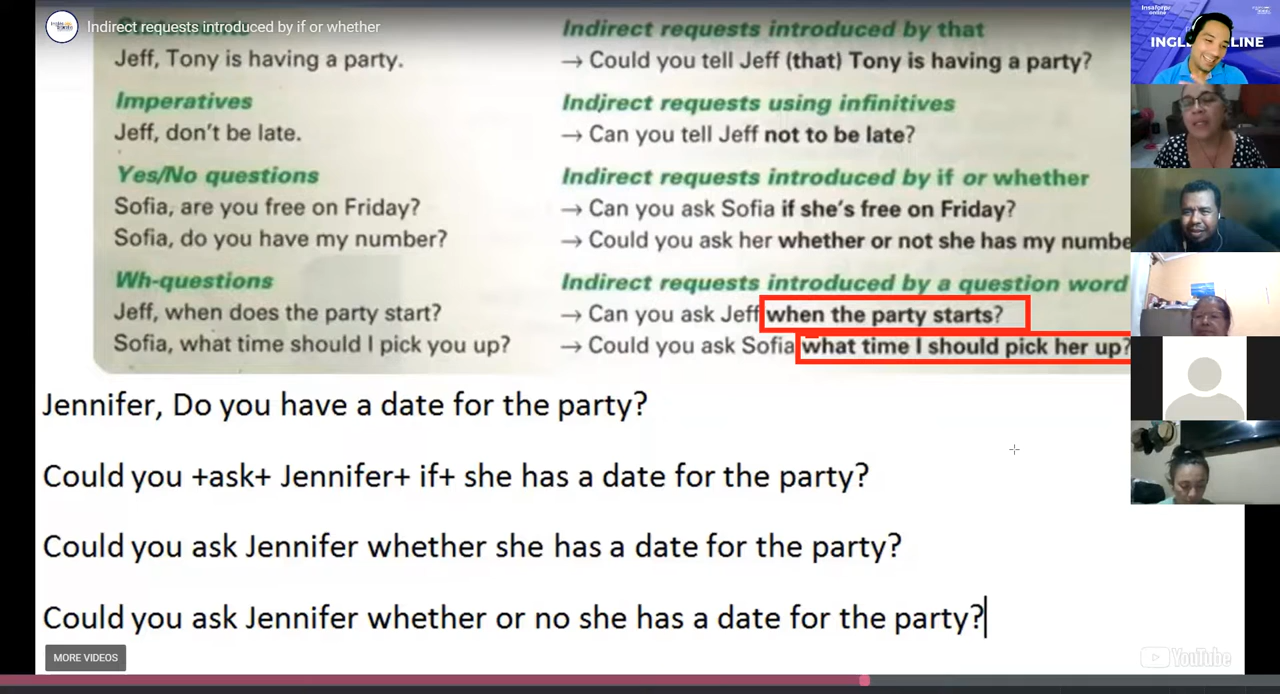 Indirect requests introduced by if or whether
Indirect requests introduced by that
Jeff, Tony is having a party.
→ Could you tell Jeff (that) Tony is having a party?
Imperatives
Indirect requests using infinitives
Jeff, don't be late.
→ Can you tell Jeff not to be late?
Yes/No questions
Indirect requests introduced by if or whether
Sofia, are you free on Friday?
→ Can you ask Sofia if she's free on Friday?
Sofia, do you have my number?
→ Could you ask her whether or not she has my numbe
Wh-questions
Indirect requests introduced by a question word
Jeff, when does the party start?
→ Can you ask Jeff when the party starts?
Sofia, what time should I pick you up?
→ Could you ask Sofia what time I should pick her up?
Jennifer, Do you have a date for the party?
Could you +ask+ Jennifer+ if+ she has a date for the party?
Could you ask Jennifer whether she has a date for the party?
Could you ask Jennifer whether or no she has a date for the party?
MORE VIDEOS
YouTube